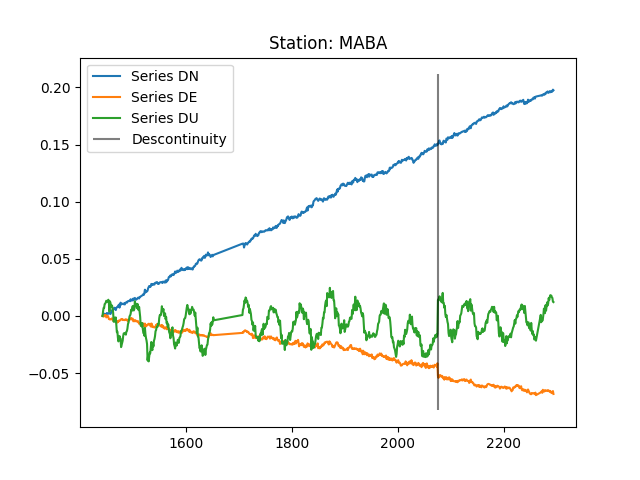 Station: MABA
Series DN
Series DE
Series DU
Descontinuity
0.20
0.15
0.10
0.05
0.00
−0.05
1600
1800
2000
2200